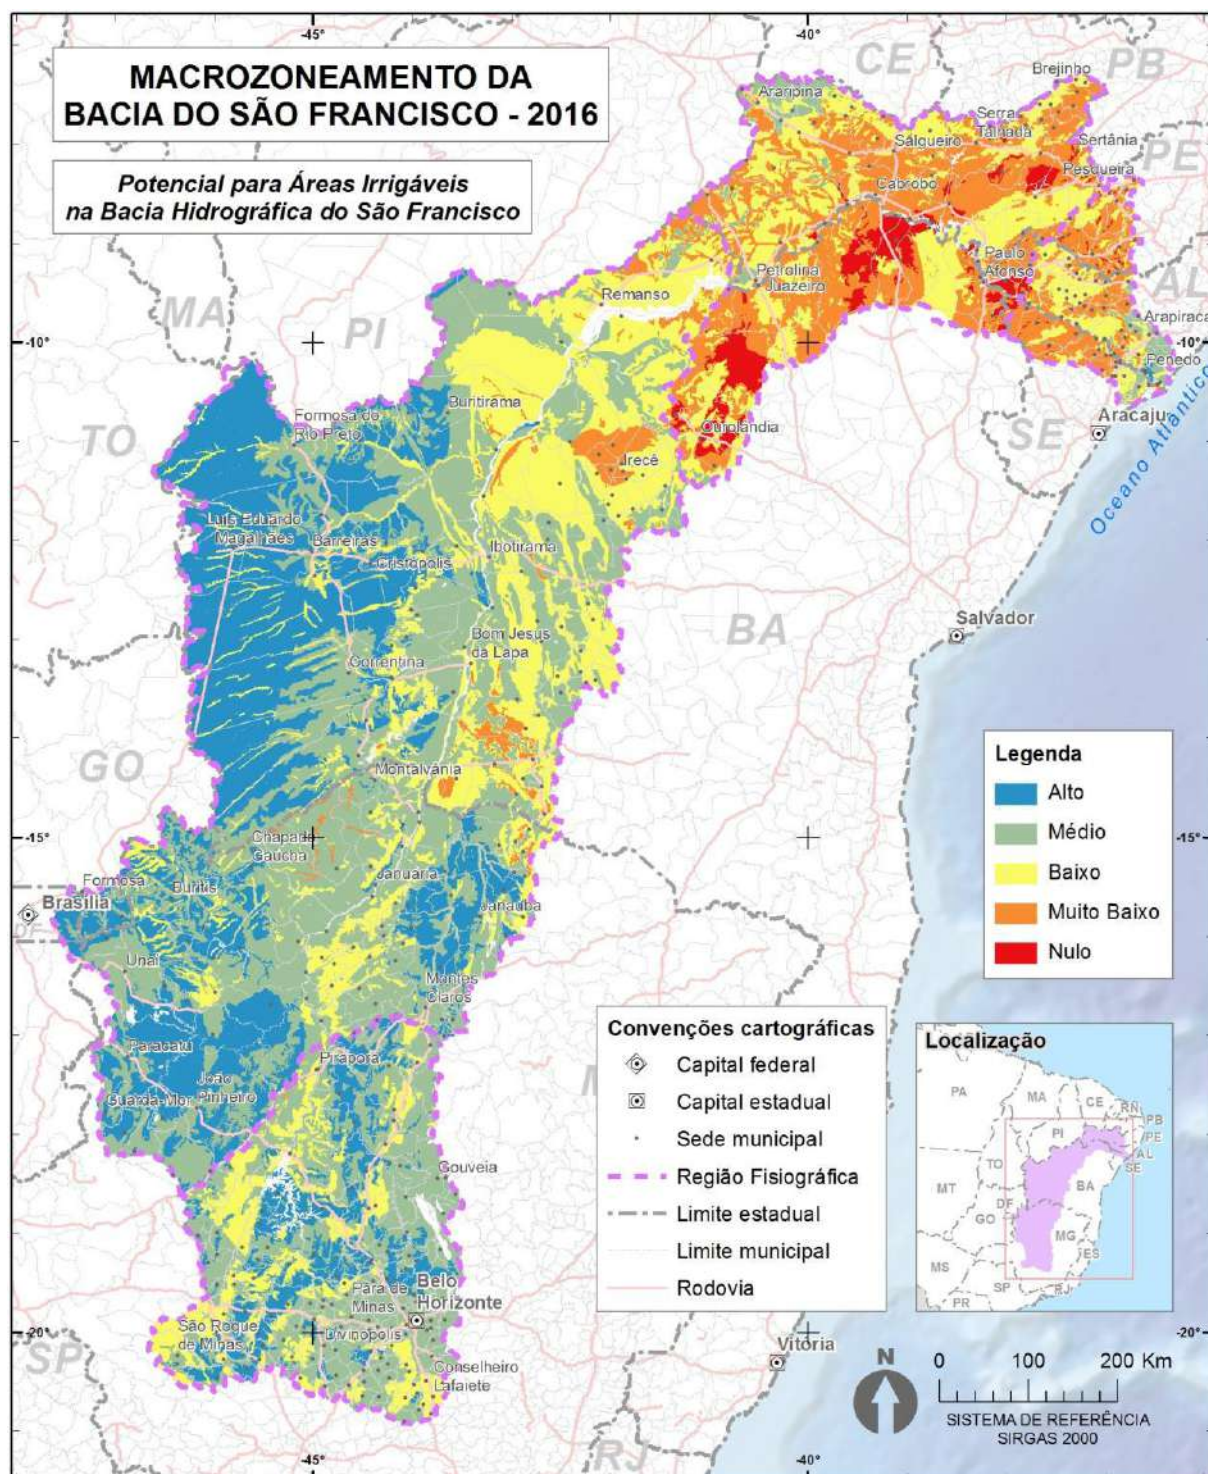 -45°
-40°
MACROZONEAMENTO DA
BACIA DO SÃO FRANCISCO - 2016
Potencial para Áreas Irrigáveis
na Bacia Hidrográfica do São Francisco
CE
PB
Brejinho
Araripina
Serra
Talhada
Salgueiro
Sertânia
PE
Pesqueira
Cabrobó
Paulo
Afonso
Petrolina
Juazeiro
AL
Remanso
MA
PI
Arapiraca
-10°
-10°
Penedo
Buritirama
Formosa do
Rio Preto
Aracaju
TO
Ourolândia
SE
Irecê
Oceano Atlântico
Luís Eduardo
Magalhães
Barreiras
Ibotirama
Cristópolis
Salvador
BA
Bom Jesus
da Lapa
Correntina
GO
Montalvânia
Legenda
Alto
Médio
Baixo
Muito Baixo
Nulo
-15°
-15°
Chapada
Gaúcha
Januária
Formosa
Buritis
Janaúba
Brasília
DF
Unaí
Montes
Claros
Paracatu
Pirapora
João
Pinheiro
Guarda-Mor
Convenções cartográficas
Capital federal
Capital estadual
Sede municipal
Região Fisiográfica
Limite estadual
Limite municipal
Rodovia
Localização
PA
MA
CE
RN
PB
PI
PE
AL
SE
TO
BA
MT
DF
GO
MG
ES
MS
SP
RJ
PR
Gouveia
Belo
Horizonte
Pará de
Minas
São Roque
de Minas
Divinópolis
-20°
-20°
Vitória
SP
Conselheiro
Lafaiete
N
0 100 200 Km
SISTEMA DE REFERÊNCIA
SIRGAS 2000
RJ
-45°
-40°